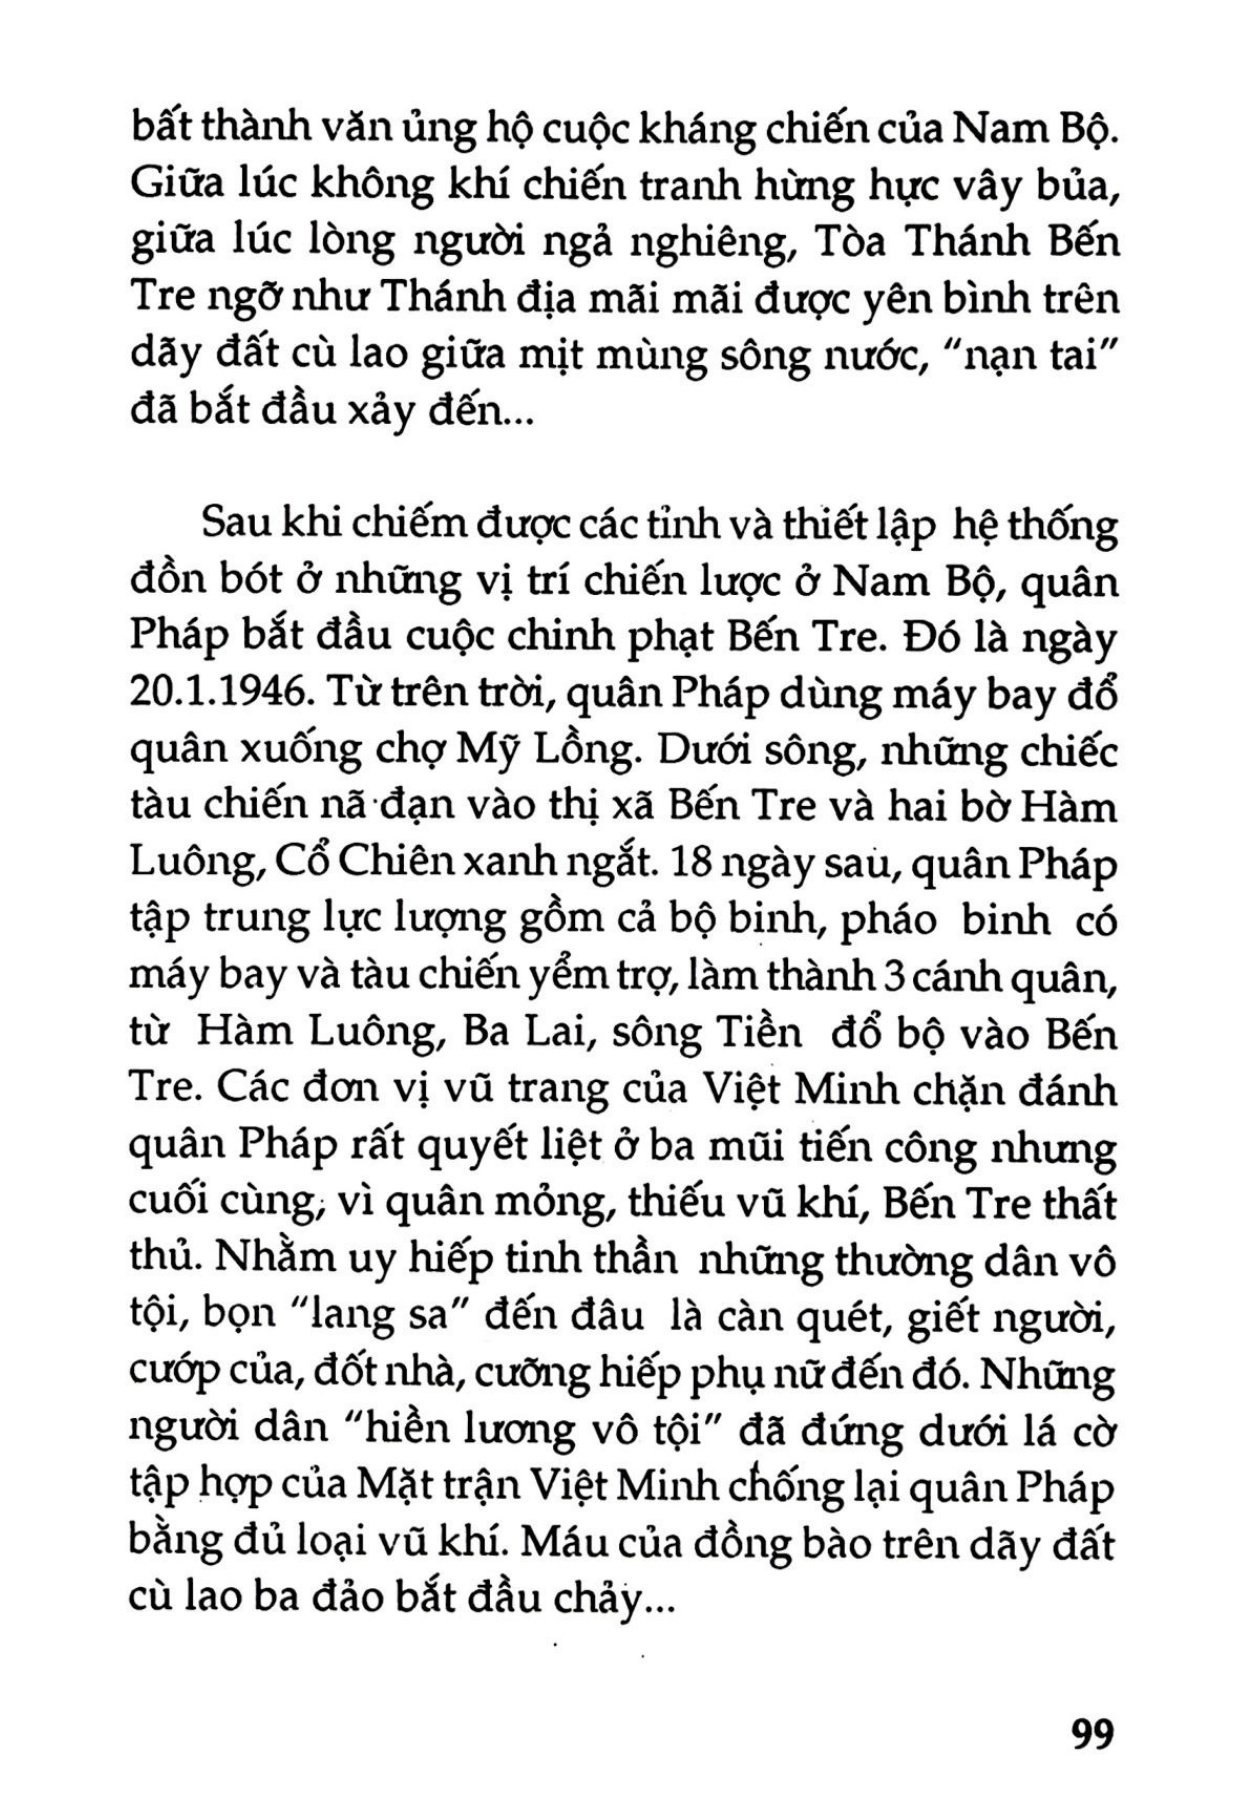 bất thành văn ủng hộ cuộc kháng chiến của Nam Bộ.
Giữa lúc không khí chiến tranh hừng hực vây bủa,
giữa lúc lòng người ngả nghiêng, Tòa Thánh Bến
Tre ngỡ như Thánh địa mãi mãi được yên bình trên
dãy đất cù lao giữa mịt mùng sông nước, "nạn tai"
đã bắt đầu xảy đến...
Sau khi chiếm được các tỉnh và thiết lập hệ thống
đồn bót ở những vị trí chiến lược ở Nam Bộ, quân
Pháp bắt đầu cuộc chinh phạt Bến Tre. Đó là ngày
20.1.1946. Từ trên trời, quân Pháp dùng máy bay đổ
quân xuống chợ Mỹ Lồng. Dưới sông, những chiếc
tàu chiến nã đạn vào thị xã Bến Tre và hai bờ Hàm
Luông, Cổ Chiên xanh ngắt. 18 ngày sau, quân Pháp
tập trung lực lượng gồm cả bộ binh, pháo binh có
máy bay và tàu chiến yểm trợ, làm thành 3 cánh quân,
từ Hàm Luông, Ba Lai, sông Tiền đổ bộ vào Bến
Tre. Các đơn vị vũ trang của Việt Minh chặn đánh
quân Pháp rất quyết liệt ở ba mũi tiến công nhưng
cuối cùng, vì quân mỏng, thiếu vũ khí, Bến Tre thất
thủ. Nhằm uy hiếp tinh thần những thường dân vô
tội, bọn "lang sa" đến đâu là càn quét, giết người,
cướp của, đốt nhà, cưỡng hiếp phụ nữ đến đó. Những
người dân "hiền lương vô tội" đã đứng dưới lá cờ
tập hợp của Mặt trận Việt Minh chống lại quân Pháp
bằng đủ loại vũ khí. Máu của đồng bào trên dãy đất
cù lao ba đảo bắt đầu chảy...
99